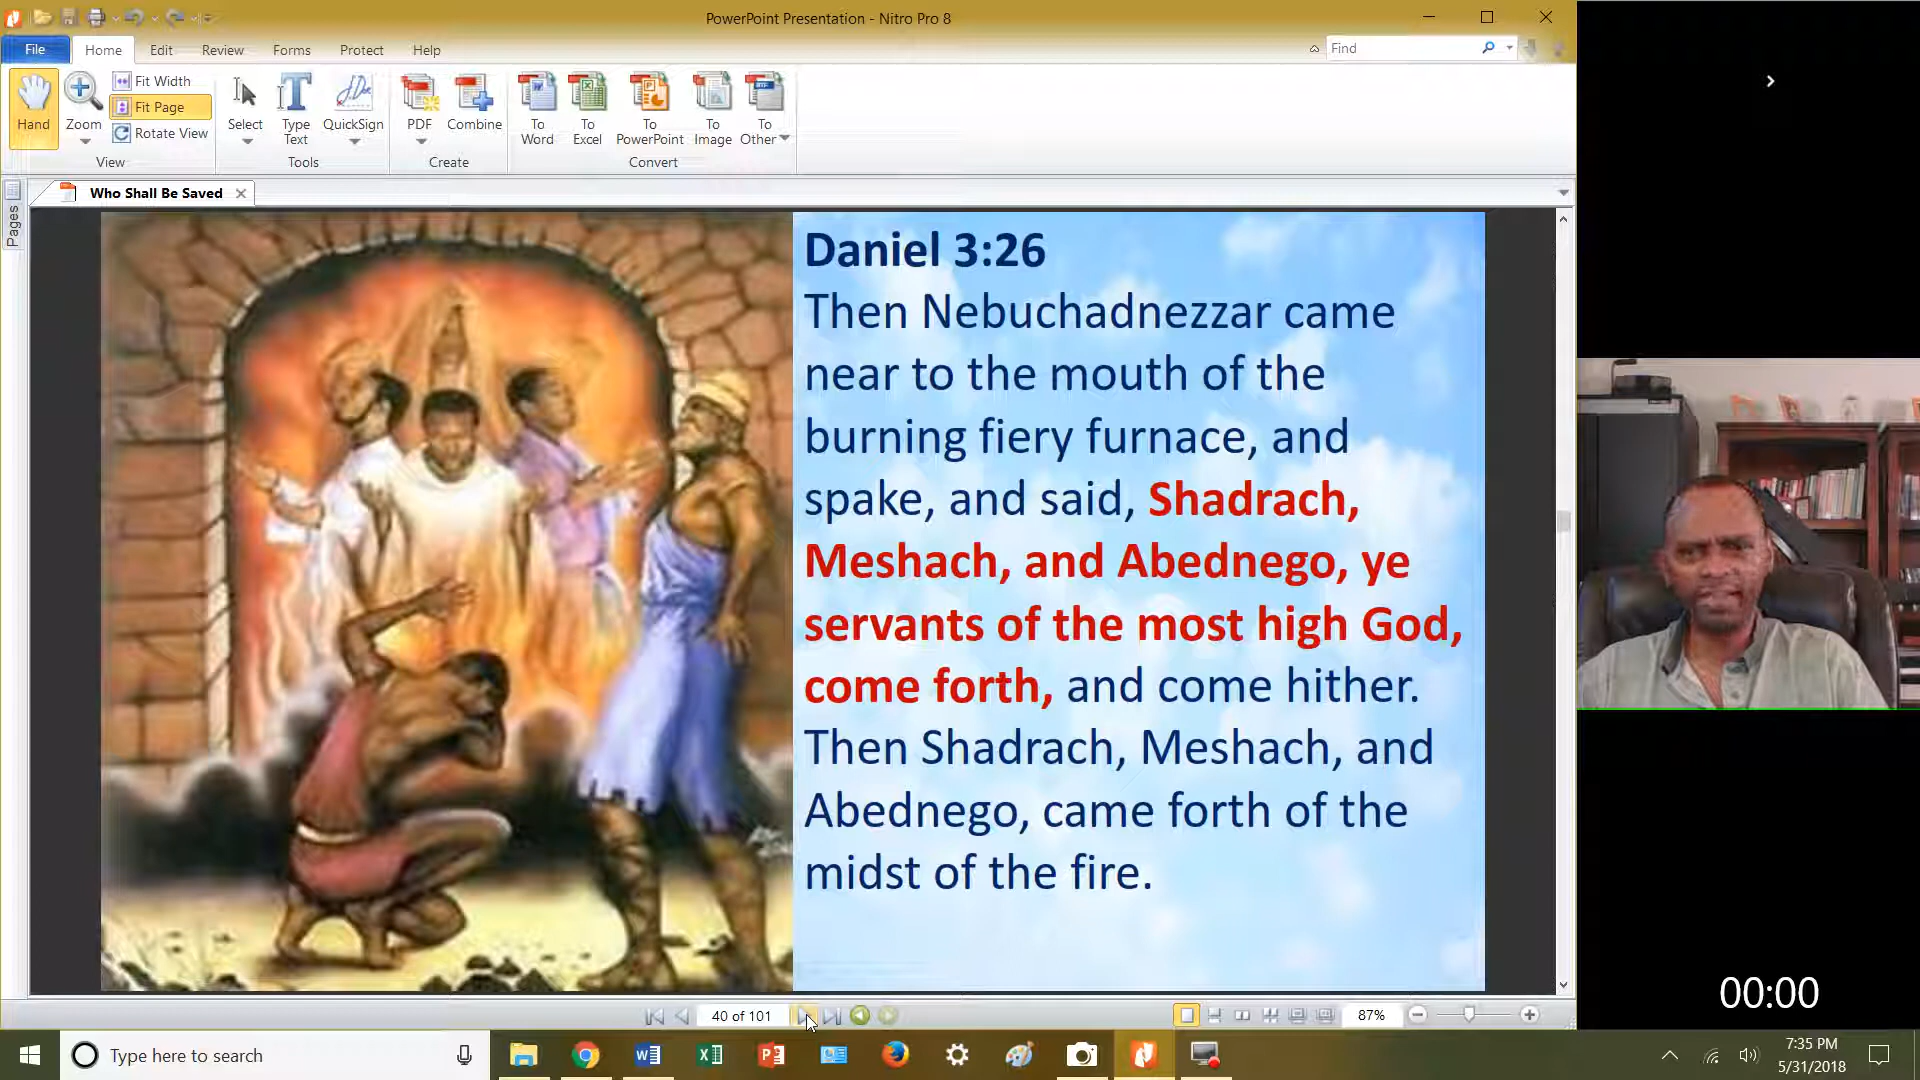 PowerPoint Presentation - Nitro Pro 8
File Home Edit Review Forms Protect Help
Find
Hand
Zoom
Fit Width
Fit Page
Rotate View
View
Select
Type
Text
QuickSign
Tools
PDF
Combine
Create
To
Word
To
Excel
To
PowerPoint
To
Image
To
Other
Convert
Who Shall Be Saved
Pages
Daniel 3:26
Then Nebuchadnezzar came
near to the mouth of the
burning fiery furnace, and
spake, and said, Shadrach,
Meshach, and Abednego, ye
servants of the most high God,
come forth, and come hither.
Then Shadrach, Meshach, and
Abednego, came forth of the
midst of the fire.
00:00
40 of 101
87%
Type here to search
7:35 PM
5/31/2018